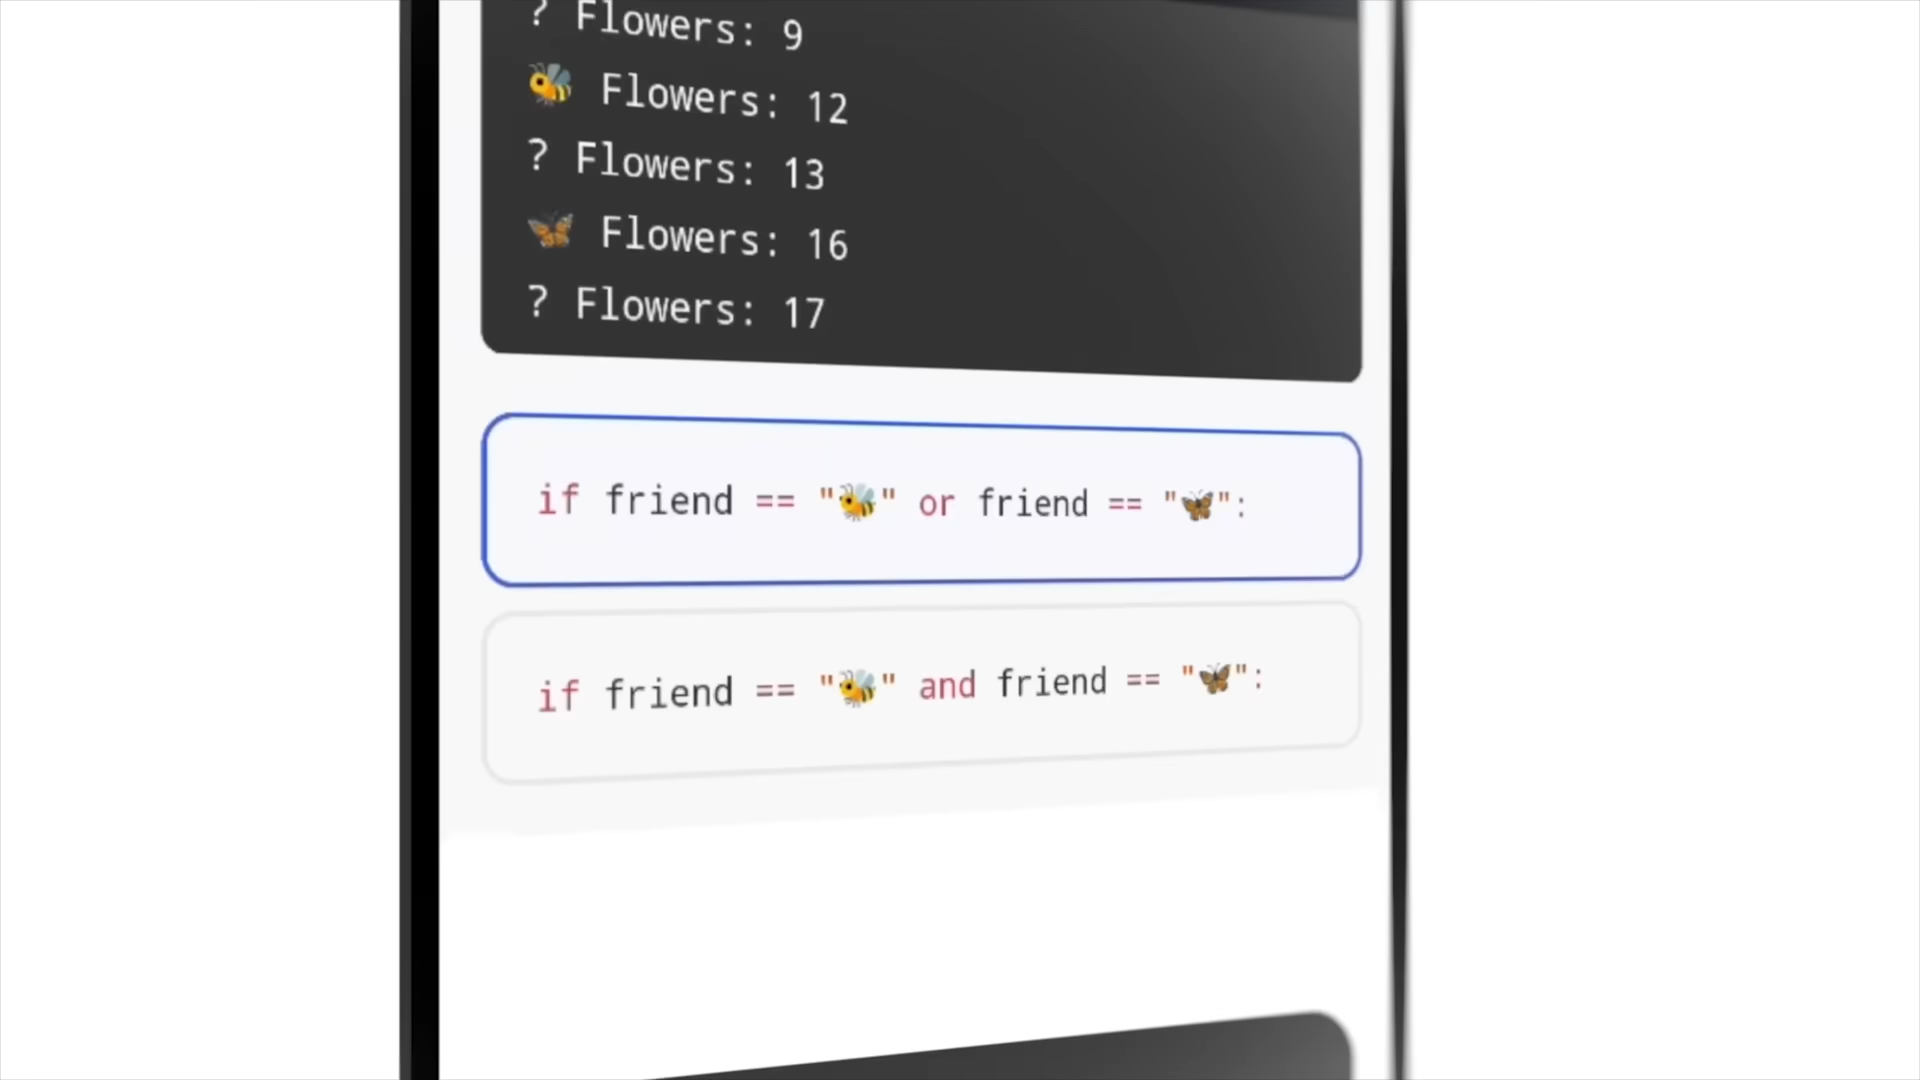 ? Flowers: 9
🐝 Flowers: 12
? Flowers: 13
🦋 Flowers: 16
? Flowers: 17
if friend == "🐝" or friend == "🦋":
if friend == "🐝" and friend == "🦋":